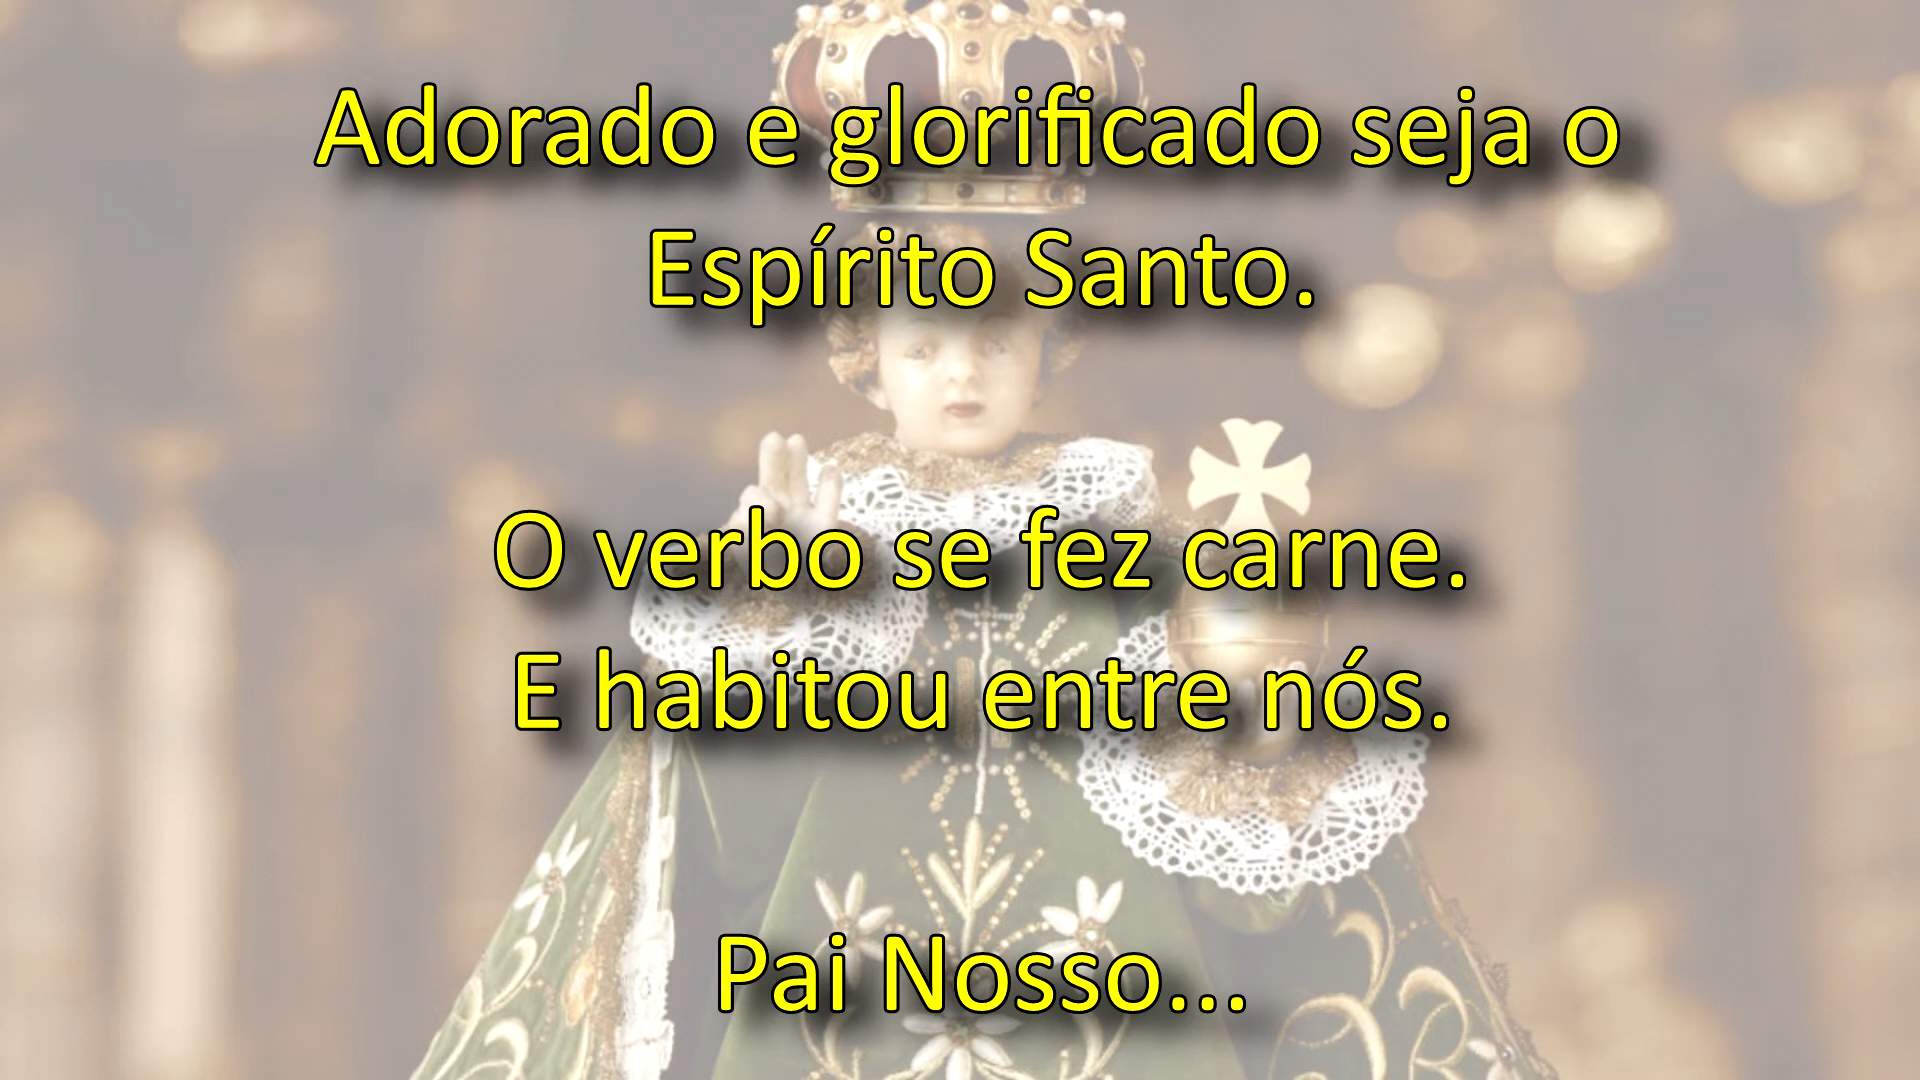 Adorado e glorificado seja o
Espírito Santo.
O verbo se fez carne.
E habitou entre nós.
Pai Nosso...